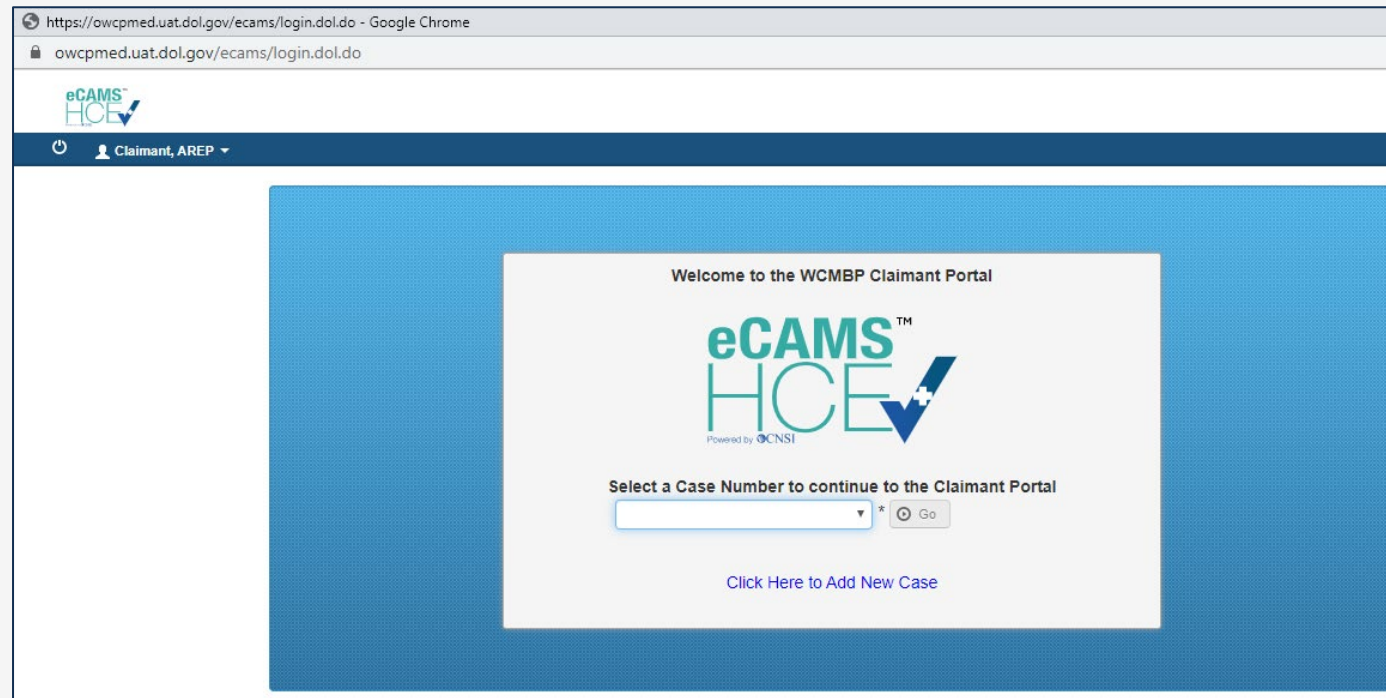 https://owcpmed.uat.dol.gov/ecams/login.dol.do - Google Chrome
owcpmed.uat.dol.gov/ecams/login.dol.do
eCAMS™
HCE
Claimant, AREP
Welcome to the WCMBP Claimant Portal
eCAMS™
HCE
Powered by CNSI
Select a Case Number to continue to the Claimant Portal
* Go
Click Here to Add New Case